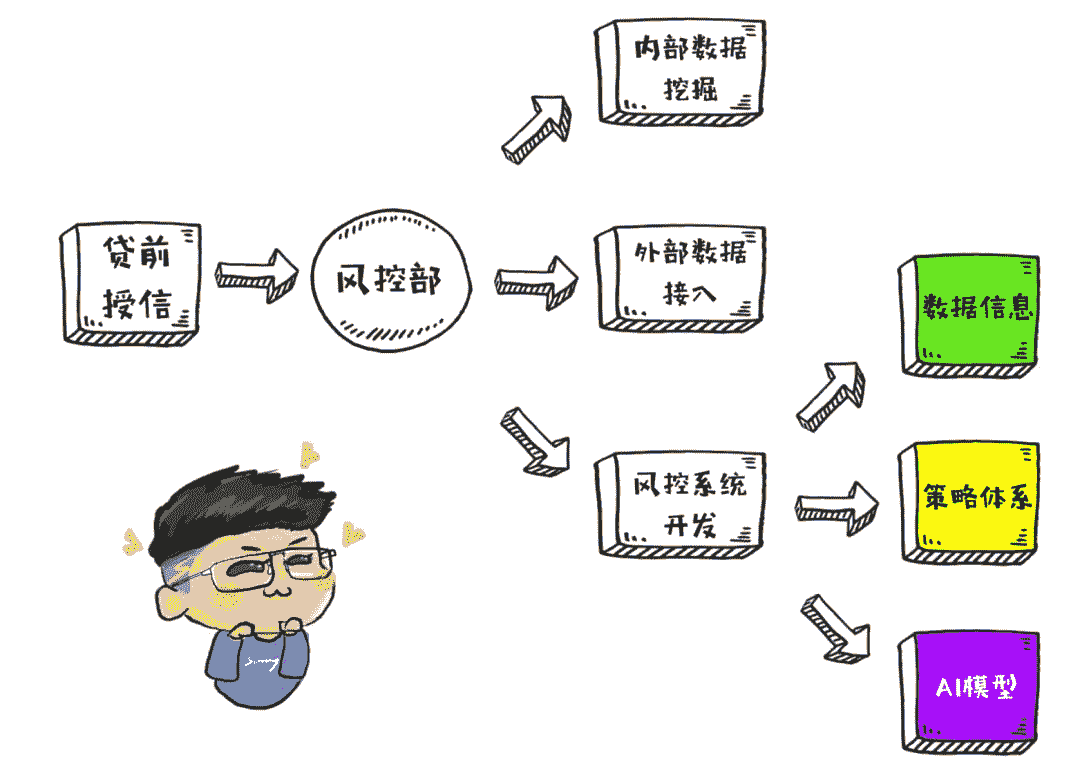 内部数据
挖掘
贷前
授信
风控部
外部数据
接入
数据信息
风控系统
开发
策略体系
AI模型